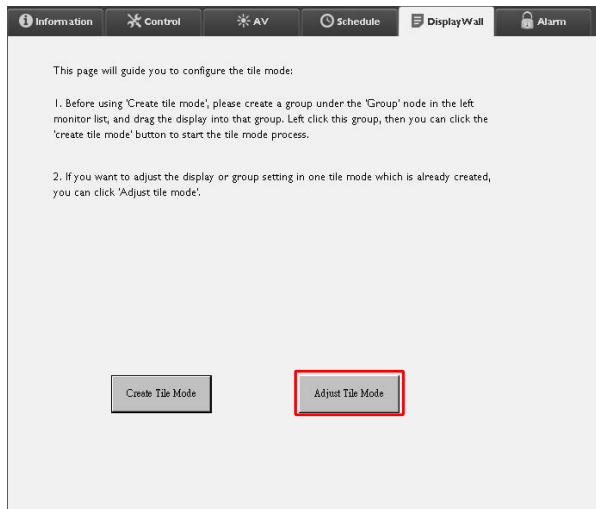 Information Control AV Schedule DisplayWall Alarm
This page will guide you to configure the tile mode:
1. Before using 'Create tile mode', please create a group under the 'Group' node in the left
monitor list, and drag the display into that group. Left click this group, then you can click the
'create tile mode' button to start the tile mode process.
2. If you want to adjust the display or group setting in one tile mode which is already created,
you can click 'Adjust tile mode'.
Create Tile Mode Adjust Tile Mode